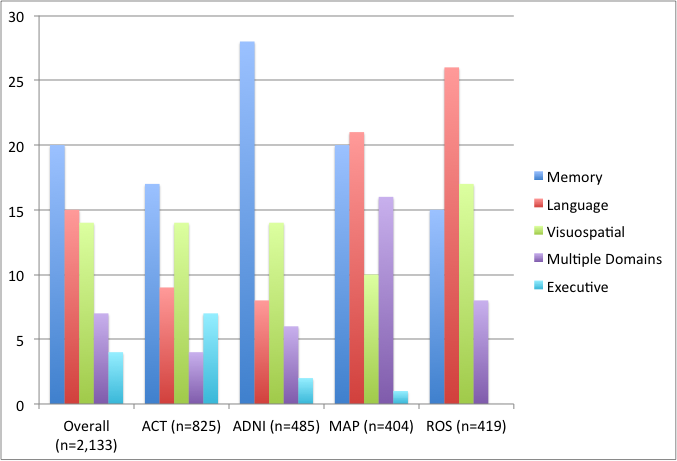 30
25
20
15
10
5
0
Overall
(n=2,133)
ACT (n=825)
ADNI (n=485)
MAP (n=404)
ROS (n=419)
Memory
Language
Visuospatial
Multiple Domains
Executive